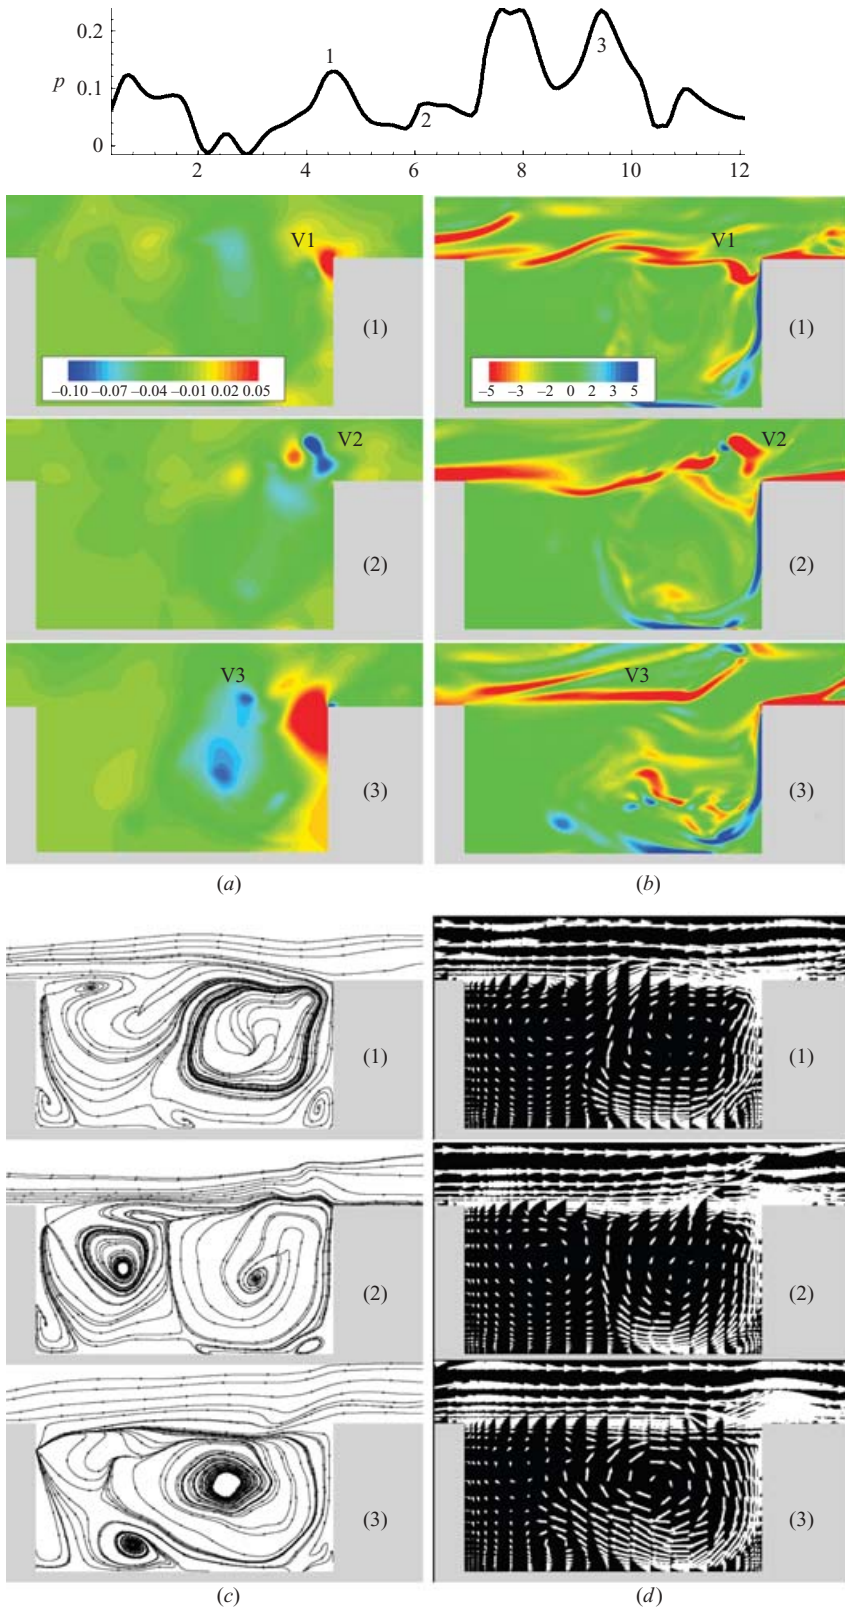 0.2
p
0.1
0
1
2
3
2 4 6 8 10 12
V1
(1)
–0.10 –0.07 –0.04 –0.01 0.02 0.05
V1
(1)
–5 –3 –2 0 2 3 5
V2
(2)
V2
(2)
V3
(3)
V3
(3)
(a)
(b)
(1)
(1)
(2)
(2)
(3)
(3)
(c)
(d)